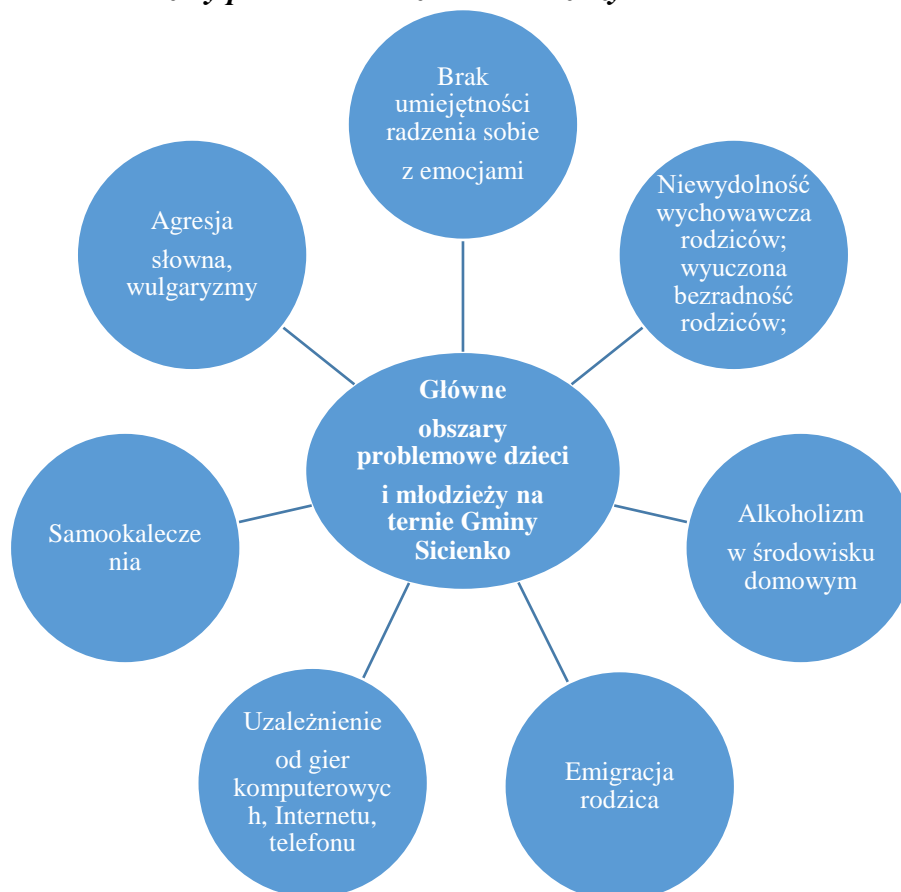 Brak
umiejętności
radzenia sobie
z emocjami
Niewydolność
wychowawcza
rodziców;
wyuczona
bezradność
rodziców;
Agresja
słowna,
wulgaryzmy
Główne
obszary
problemowe dzieci
i młodzieży na
ternie Gminy
Sicienko
Alkoholizm
w środowisku
domowym
Samookalecze
nia
Uzależnienie
od gier
komputerowyc
h, Internetu,
telefonu
Emigracja
rodzica